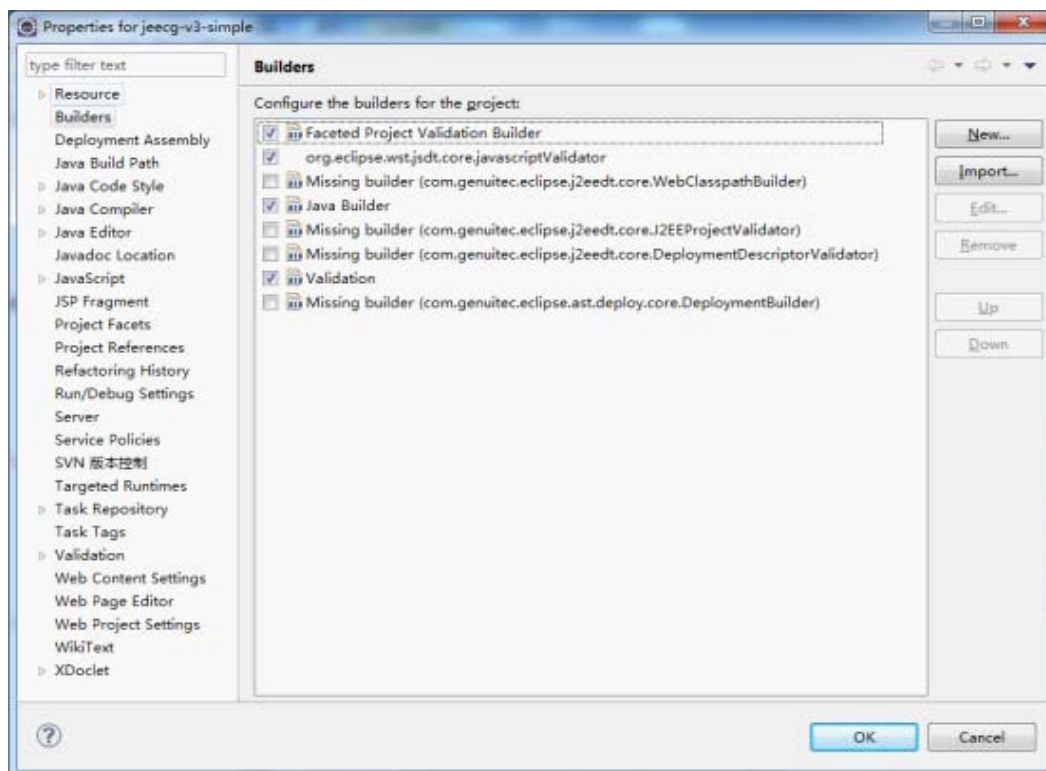 Properties for jeecg-v3-simple
type filter text
Resource
Builders
Deployment Assembly
Java Build Path
Java Code Style
Java Compiler
Java Editor
Javadoc Location
JavaScript
JSP Fragment
Project Facets
Project References
Refactoring History
Run/Debug Settings
Server
Service Policies
SVN 版本控制
Targeted Runtimes
Task Repository
Task Tags
Validation
Web Content Settings
Web Page Editor
Web Project Settings
WikiText
XDoclet
Builders
Configure the builders for the project:
Faceted Project Validation Builder
org.eclipse.wst.jsdt.core.javascriptValidator
Missing builder (com.genuitec.eclipse.j2eedt.core.WebClasspathBuilder)
Java Builder
Missing builder (com.genuitec.eclipse.j2eedt.core.J2EEProjectValidator)
Missing builder (com.genuitec.eclipse.j2eedt.core.DeploymentDescriptorValidator)
Validation
Missing builder (com.genuitec.eclipse.ast.deploy.core.DeploymentBuilder)
New...
Import...
Edit...
Remove
Up
Down
OK
Cancel